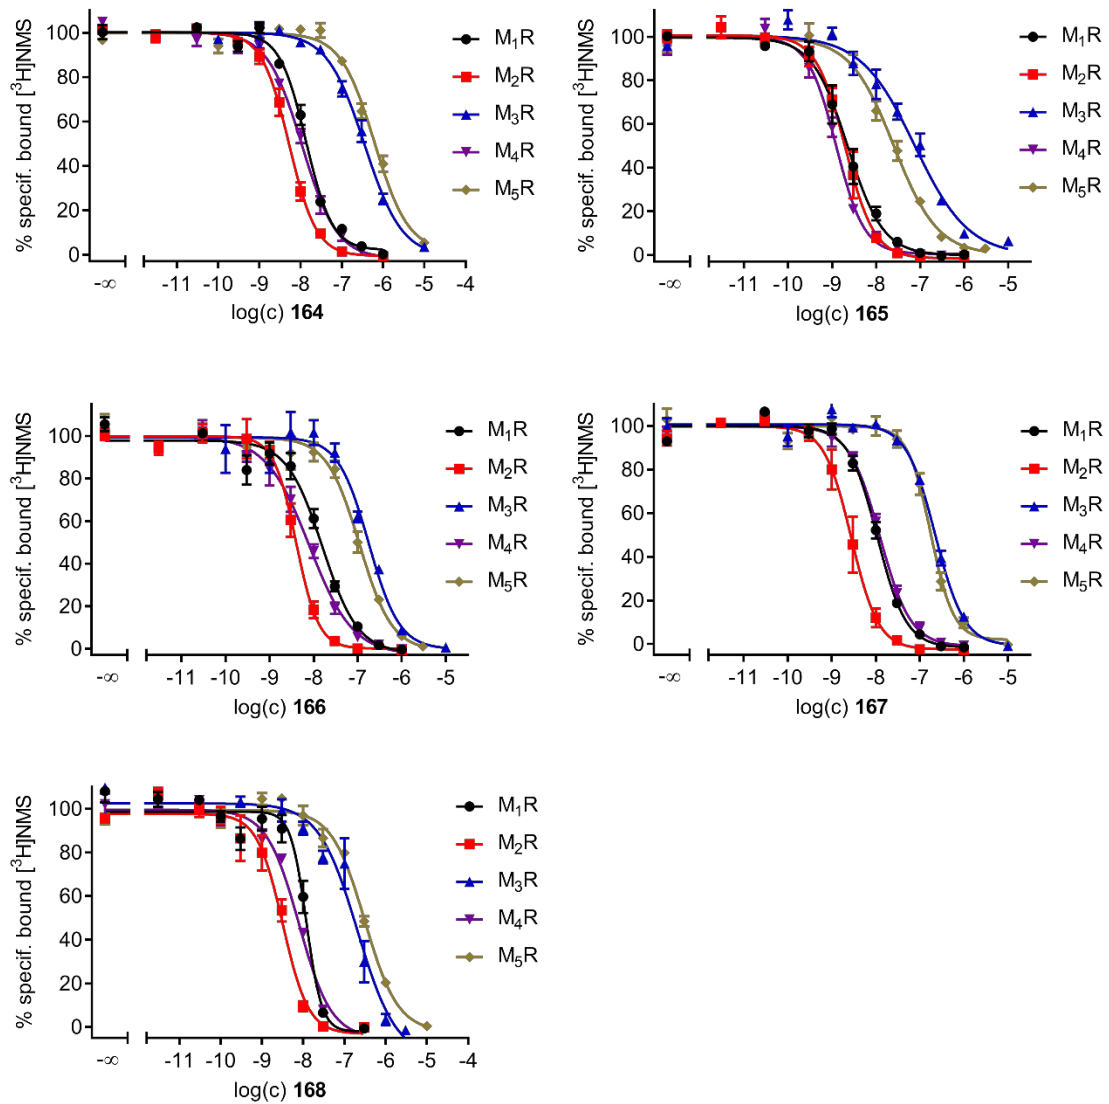 % specif. bound [³H]NMS
100
80
60
40
20
0
-∞ -11 -10 -9 -8 -7 -6 -5 -4
log(c) 164
M₁R
M₂R
M₃R
M₄R
M₅R
% specif. bound [³H]NMS
100
80
60
40
20
0
-∞ -11 -10 -9 -8 -7 -6 -5
log(c) 165
M₁R
M₂R
M₃R
M₄R
M₅R
% specif. bound [³H]NMS
100
80
60
40
20
0
-∞ -11 -10 -9 -8 -7 -6 -5
log(c) 166
M₁R
M₂R
M₃R
M₄R
M₅R
% specif. bound [³H]NMS
100
80
60
40
20
0
-∞ -11 -10 -9 -8 -7 -6 -5
log(c) 167
M₁R
M₂R
M₃R
M₄R
M₅R
% specif. bound [³H]NMS
100
80
60
40
20
0
-∞ -11 -10 -9 -8 -7 -6 -5 -4
log(c) 168
M₁R
M₂R
M₃R
M₄R
M₅R